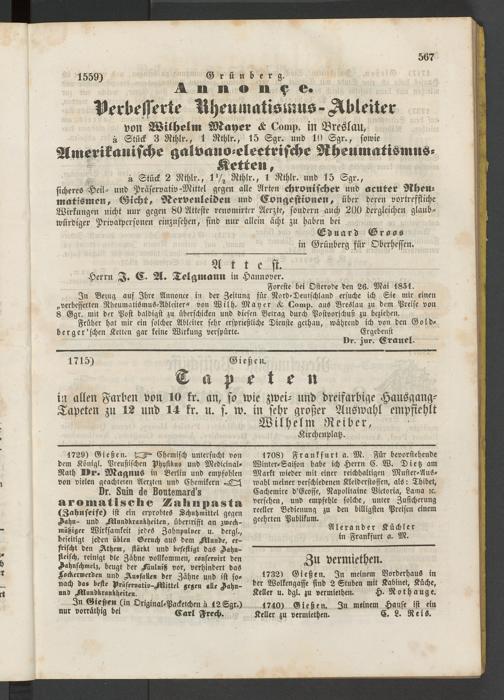 567
1559) Grünberg.
Annonçe.
Verbesserte Rheumatismus-Ableiter
von Wilhelm Mayer & Comp. in Breslau,
à Stück 3 Rthlr., 1 Rthlr., 15 Sgr. und 10 Sgr., sowie
Amerikanische galvano-electrische Rheumatismus-
Ketten,
à Stück 2 Rthlr., 1½ Rthlr., 1 Rthlr. und 15 Sgr.,
sicheres Heil- und Präservativ-Mittel gegen alle Arten chronischer und acuter Rheu-
matismen, Gicht, Nervenleiden und Congestionen, über deren vortreffliche
Wirkungen nicht nur gegen 80 Atteste renommirter Aerzte, sondern auch 200 dergleichen glaub-
würdiger Privatpersonen einzusehen, sind nur allein ächt zu haben bei
Eduard Gros
in Grünberg für Oberhessen.
Attest.
Herrn J. C. A. Telgmann in Hannover.
Foreste bei Osterode den 26. Mai 1851.
In Bezug auf Ihre Annonce in der Zeitung für Nord-Deutschland ersuche ich Sie mir einen
„verbesserten Rheumatismus-Ableiter" von Wilh. Mayer & Comp. aus Breslau zu dem Preise von
8 Ggr. mit der Post baldigst zu überschicken und diesen Betrag durch Postvorschuß zu beziehen.
Früher hat mir ein solcher Ableiter sehr ersprießliche Dienste gethan, während ich von den Gold-
berger'schen Ketten gar keine Wirkung verspürte. Ergebenst
Dr. jur. Cranel.
1715) Gießen.
Tapeten
in allen Farben von 10 kr. an, so wie zwei- und dreifarbige Hausgang-
Tapeten zu 12 und 14 kr. u. s. w. in sehr großer Auswahl empfiehlt
Wilhelm Reiber,
Kirchenplatz.
1729) Gießen. ☞ Chemisch untersucht von
dem Königl. Preußischen Physikus und Medicinal-
Rath Dr. Magnus in Berlin und empfohlen
von vielen geachteten Aerzten und Chemikern ☜
Dr. Suin de Boutemard's
aromatische Zahnpasta
(Zahnseife) ist ein erprobtes Schutzmittel gegen
Zahn- und Mundkrankheiten, übertrifft an zweck-
mäßiger Wirksamkeit jedes Zahnpulver u. dergl.,
beseitigt jeden üblen Geruch aus dem Munde, er-
frischt den Athem, stärkt und befestigt das Zahn-
fleisch, reinigt die Zähne vollkommen, conservirt den
Zahnschmelz, beugt der Fäulniß vor, verhindert das
Lockerwerden und Ausfallen der Zähne und ist so-
nach das beste Präservativ-Mittel gegen alle Zahn-
und Mundkrankheiten.
In Gießen (in Original-Packetchen à 12 Sgr.)
nur vorräthig bei Carl Frech.
1708) Frankfurt a. M. Für bevorstehende
Winter-Saison habe ich Herrn C. W. Dietz am
Markt wieder mit einer reichhaltigen Muster-Aus-
wahl meiner verschiedenen Kleiderstoffen, als: Thibet,
Cachemire d'Ecosse, Napolitaine Victoria, Lama ꝛc.
versehen, und empfehle solche, unter Zusicherung
reeller Bedienung zu den billigsten Preisen einem
geehrten Publikum.
Alexander Küchler
in Frankfurt a. M.
Zu vermiethen.
1732) Gießen. In meinem Vorderhaus in
der Wolkengasse sind 2 Stuben mit Kabinet, Küche,
Keller u. dgl. zu vermiethen. H. Nothauge.
1740) Gießen. In meinem Hause ist ein
Keller zu vermiethen. C. L. Reis.